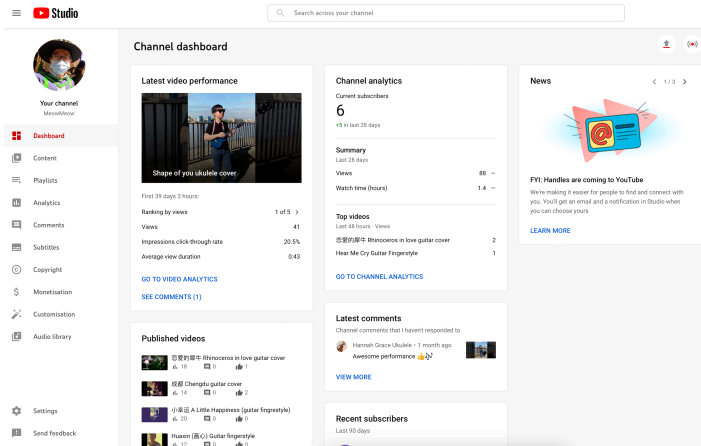 Studio
Search across your channel
Channel dashboard
Your channel
MeowMeow
Dashboard
Content
Playlists
Analytics
Comments
Subtitles
Copyright
Monetisation
Customisation
Audio library
Settings
Send feedback
Latest video performance
Shape of you ukulele cover
First 39 days 3 hours:
Ranking by views 1 of 5
Views 41
Impressions click-through rate 20.5%
Average view duration 0:43
GO TO VIDEO ANALYTICS
SEE COMMENTS (1)
Published videos
恋爱的犀牛 Rhinoceros in love guitar cover
18 0 1
成都 Chengdu guitar cover
14 0 2
小幸运 A Little Happiness (guitar fingrestyle)
20 0 0
Huaxin (画心) Guitar fingerstyle
12 0 0
Channel analytics
Current subscribers
6
+5 in last 28 days
Summary
Last 28 days
Views 88 —
Watch time (hours) 1.4 —
Top videos
Last 48 hours · Views
恋爱的犀牛 Rhinoceros in love guitar cover 2
Hear Me Cry Guitar Fingerstyle 1
GO TO CHANNEL ANALYTICS
Latest comments
Channel comments that I haven't responded to
Hannah Grace Ukulele • 1 month ago
Awesome performance 👍🎶
VIEW MORE
Recent subscribers
Last 90 days
News
1 / 3
FYI: Handles are coming to YouTube
We're making it easier for people to find and connect with
you. You'll get an email and a notification in Studio when
you can choose yours
LEARN MORE